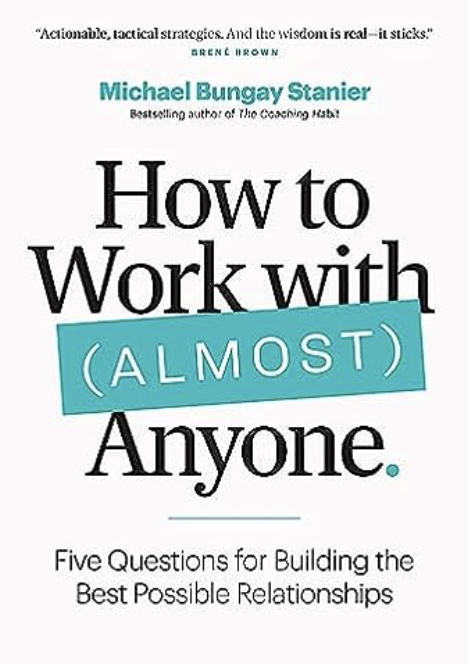 “Actionable, tactical strategies. And the wisdom is real—it sticks.”
BRENÉ BROWN
Michael Bungay Stanier
Bestselling author of The Coaching Habit
How to
Work with
(ALMOST)
Anyone.
Five Questions for Building the
Best Possible Relationships